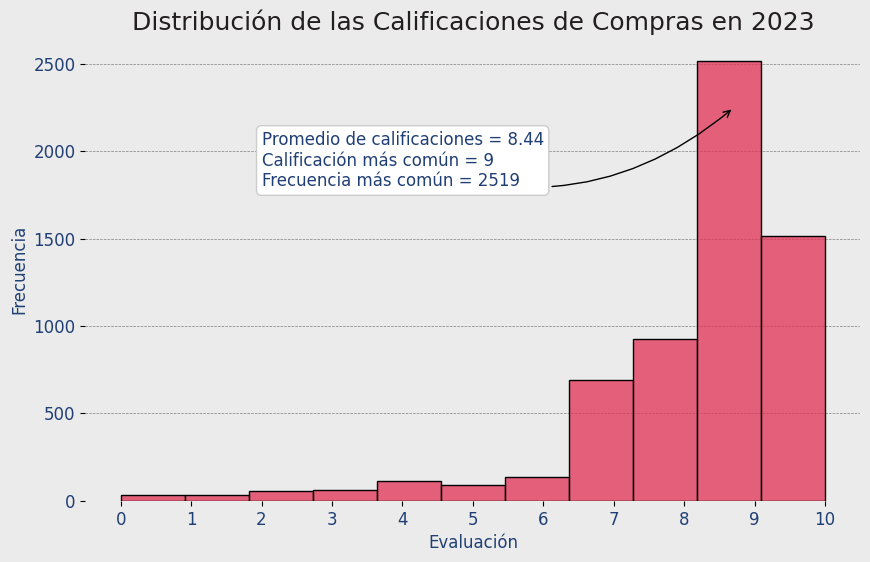 Distribución de las Calificaciones de Compras en 2023
2500
2000
1500
1000
500
0
Frecuencia
Promedio de calificaciones = 8.44
Calificación más común = 9
Frecuencia más común = 2519
0 1 2 3 4 5 6 7 8 9 10
Evaluación